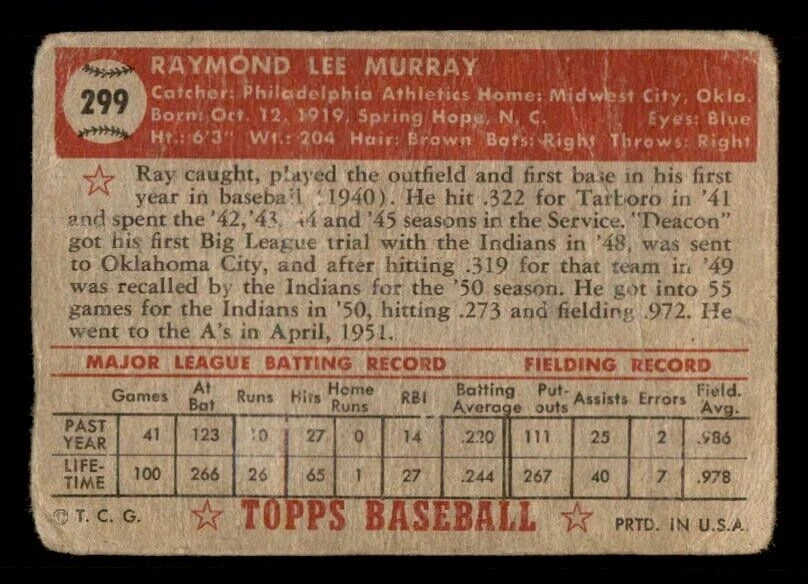 299
RAYMOND LEE MURRAY
Catcher: Philadelphia Athletics Home: Midwest City, Okla.
Born: Oct. 12, 1919, Spring Hope, N. C. Eyes: Blue
Ht.: 6'3" Wt.: 204 Hair: Brown Bats: Right Throws: Right
Ray caught, played the outfield and first base in his first
year in baseball (1940). He hit .322 for Tarboro in '41
and spent the '42, '43, '44 and '45 seasons in the Service. "Deacon"
got his first Big League trial with the Indians in '48, was sent
to Oklahoma City, and after hitting .319 for that team in '49
was recalled by the Indians for the '50 season. He got into 55
games for the Indians in '50, hitting .273 and fielding .972. He
went to the A's in April, 1951.
MAJOR LEAGUE BATTING RECORD FIELDING RECORD
Games At Bat Runs Hits Home Runs RBI Batting Average Put-outs Assists Errors Field. Avg.
PAST YEAR 41 123 10 27 0 14 .220 111 25 2 .986
LIFE-TIME 100 266 26 65 1 27 .244 267 40 7 .978
© T. C. G. TOPPS BASEBALL PRTD. IN U.S.A.